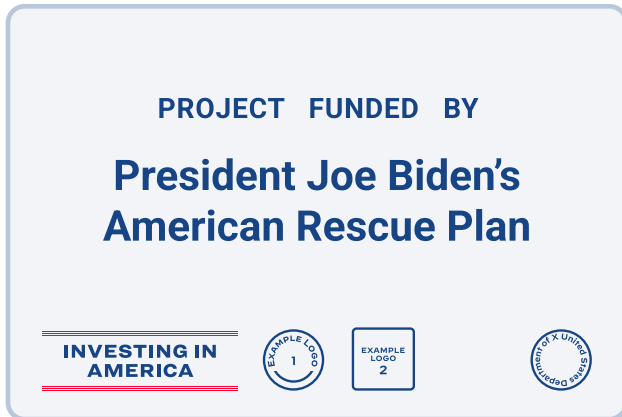 PROJECT FUNDED BY
President Joe Biden's
American Rescue Plan
INVESTING IN
AMERICA
EXAMPLE LOGO
1
EXAMPLE
LOGO
2
Department of X United States